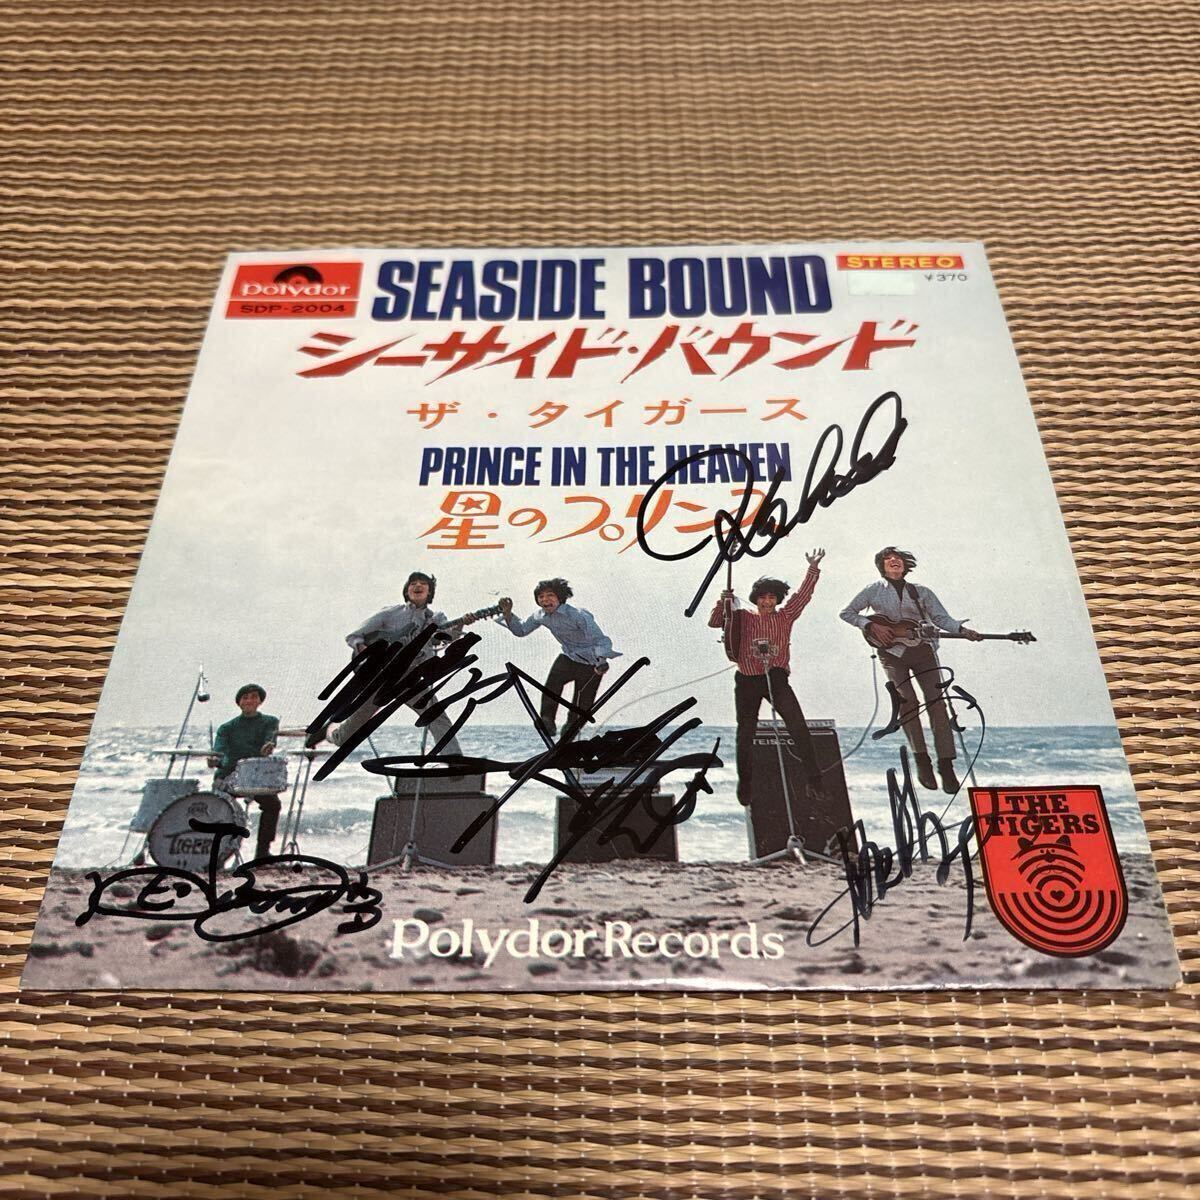 polydor
SDP-2004
SEASIDE BOUND
STEREO
¥370
シーサイド・バウンド
ザ・タイガース
PRINCE IN THE HEAVEN
星のプリンス
TEISCO
TIGERS
THE
TIGERS
Polydor Records